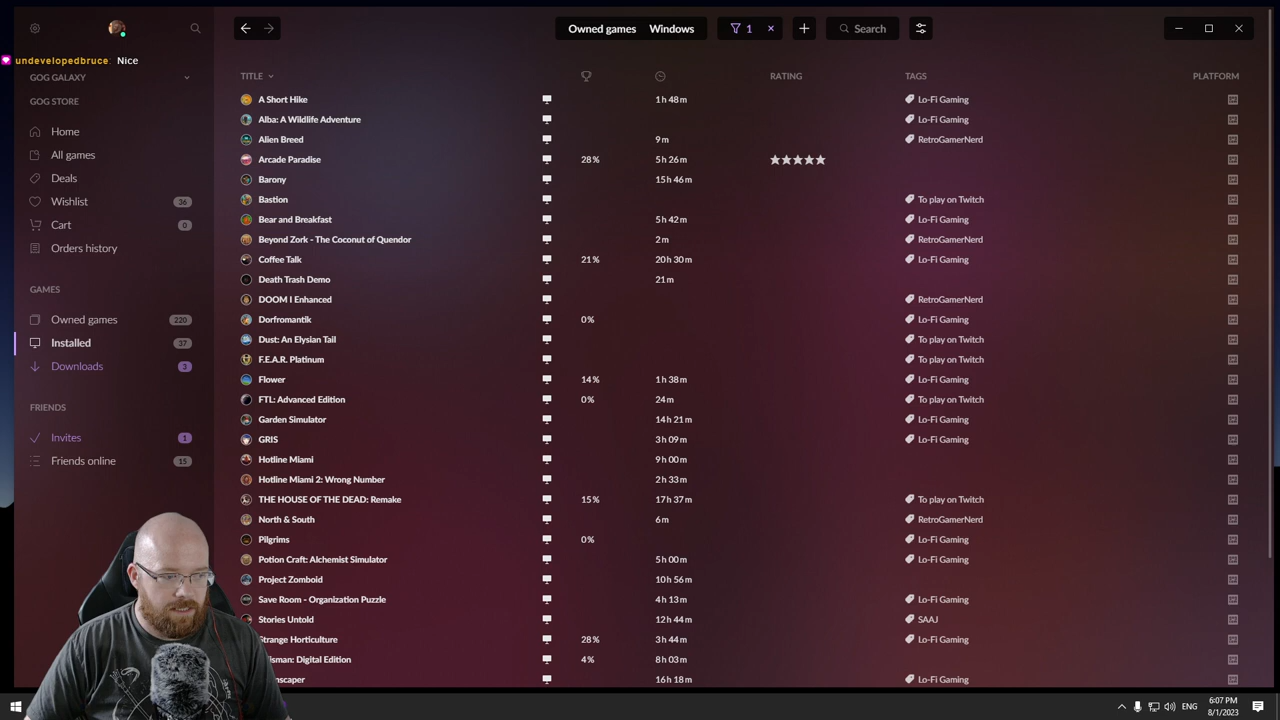 Owned games Windows 1 × Search
undevelopedbruce: Nice
GOG GALAXY
GOG STORE
Home
All games
Deals
Wishlist 36
Cart 0
Orders history
GAMES
Owned games 220
Installed 37
Downloads 3
FRIENDS
Invites 1
Friends online 15
TITLE RATING TAGS PLATFORM
A Short Hike 1 h 48 m Lo-Fi Gaming
Alba: A Wildlife Adventure Lo-Fi Gaming
Alien Breed 9 m RetroGamerNerd
Arcade Paradise 28 % 5 h 26 m ★★★★★
Barony 15 h 46 m
Bastion To play on Twitch
Bear and Breakfast 5 h 42 m Lo-Fi Gaming
Beyond Zork - The Coconut of Quendor 2 m RetroGamerNerd
Coffee Talk 21 % 20 h 30 m Lo-Fi Gaming
Death Trash Demo 21 m
DOOM I Enhanced RetroGamerNerd
Dorfromantik 0 % Lo-Fi Gaming
Dust: An Elysian Tail To play on Twitch
F.E.A.R. Platinum To play on Twitch
Flower 14 % 1 h 38 m Lo-Fi Gaming
FTL: Advanced Edition 0 % 24 m To play on Twitch
Garden Simulator 14 h 21 m Lo-Fi Gaming
GRIS 3 h 09 m Lo-Fi Gaming
Hotline Miami 9 h 00 m
Hotline Miami 2: Wrong Number 2 h 33 m
THE HOUSE OF THE DEAD: Remake 15 % 17 h 37 m To play on Twitch
North & South 6 m RetroGamerNerd
Pilgrims 0 % Lo-Fi Gaming
Potion Craft: Alchemist Simulator 5 h 00 m Lo-Fi Gaming
Project Zomboid 10 h 56 m
Save Room - Organization Puzzle 4 h 13 m Lo-Fi Gaming
Stories Untold 12 h 44 m SAAJ
Strange Horticulture 28 % 3 h 44 m Lo-Fi Gaming
isman: Digital Edition 4 % 8 h 03 m
nscaper 16 h 18 m Lo-Fi Gaming
ENG 6:07 PM
8/1/2023